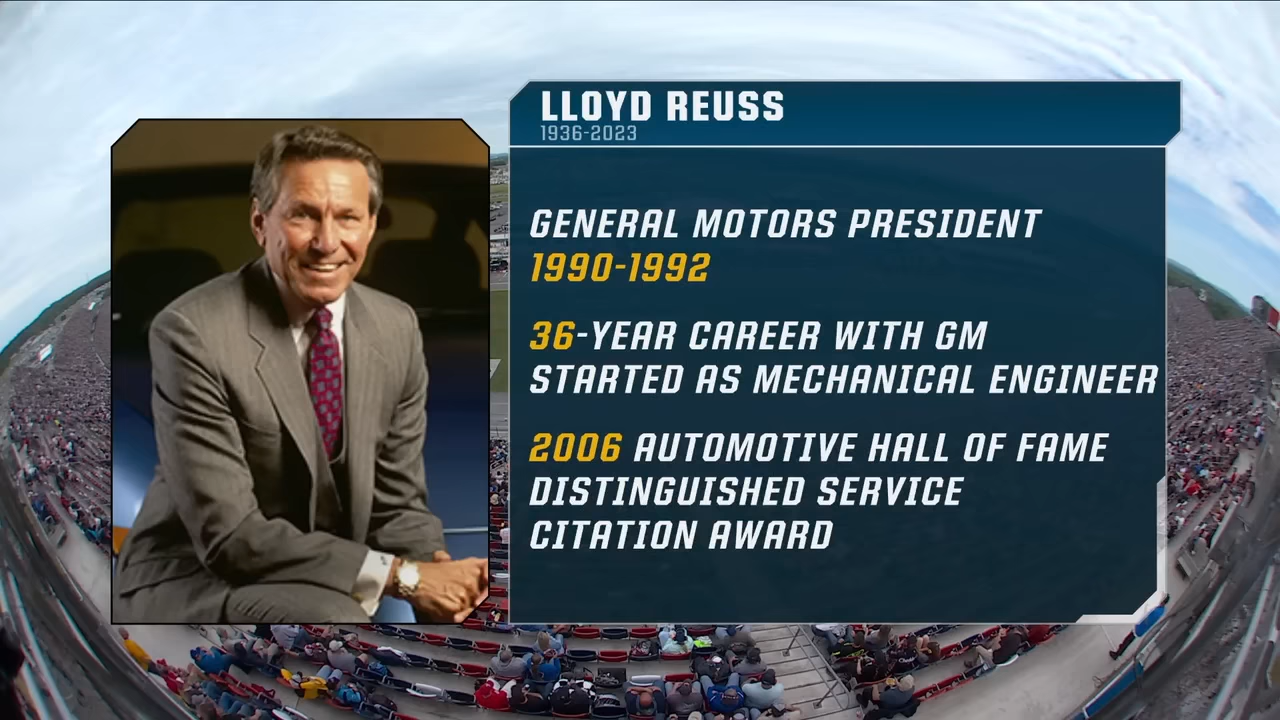 LLOYD REUSS
1936-2023
GENERAL MOTORS PRESIDENT
1990-1992
36-YEAR CAREER WITH GM
STARTED AS MECHANICAL ENGINEER
2006 AUTOMOTIVE HALL OF FAME
DISTINGUISHED SERVICE
CITATION AWARD